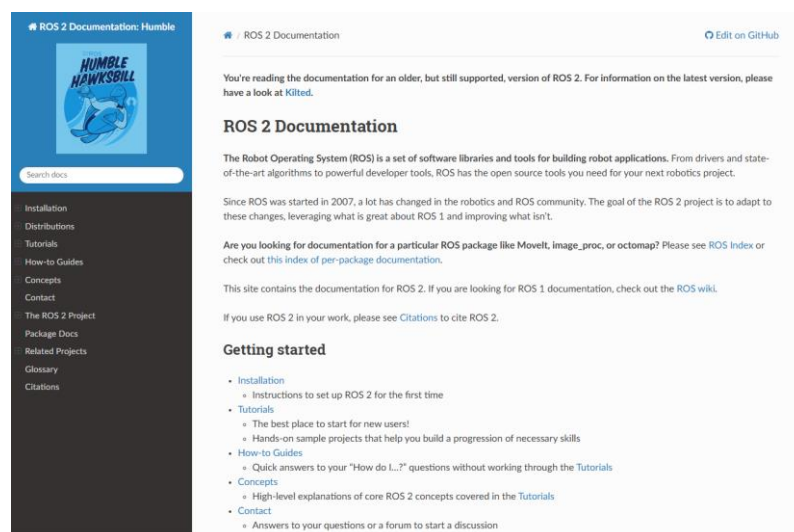 ROS 2 Documentation: Humble
HUMBLE
HAWKSBILL
Search docs
Installation
Distributions
Tutorials
How-to Guides
Concepts
Contact
The ROS 2 Project
Package Docs
Related Projects
Glossary
Citations
/ ROS 2 Documentation
Edit on GitHub
You're reading the documentation for an older, but still supported, version of ROS 2. For information on the latest version, please
have a look at Kilted.
ROS 2 Documentation
The Robot Operating System (ROS) is a set of software libraries and tools for building robot applications. From drivers and state-
of-the-art algorithms to powerful developer tools, ROS has the open source tools you need for your next robotics project.
Since ROS was started in 2007, a lot has changed in the robotics and ROS community. The goal of the ROS 2 project is to adapt to
these changes, leveraging what is great about ROS 1 and improving what isn't.
Are you looking for documentation for a particular ROS package like MoveIt, image_proc, or octomap? Please see ROS Index or
check out this index of per-package documentation.
This site contains the documentation for ROS 2. If you are looking for ROS 1 documentation, check out the ROS wiki.
If you use ROS 2 in your work, please see Citations to cite ROS 2.
Getting started
• Installation
◦ Instructions to set up ROS 2 for the first time
• Tutorials
◦ The best place to start for new users!
◦ Hands-on sample projects that help you build a progression of necessary skills
• How-to Guides
◦ Quick answers to your "How do I...?" questions without working through the Tutorials
• Concepts
◦ High-level explanations of core ROS 2 concepts covered in the Tutorials
• Contact
◦ Answers to your questions or a forum to start a discussion